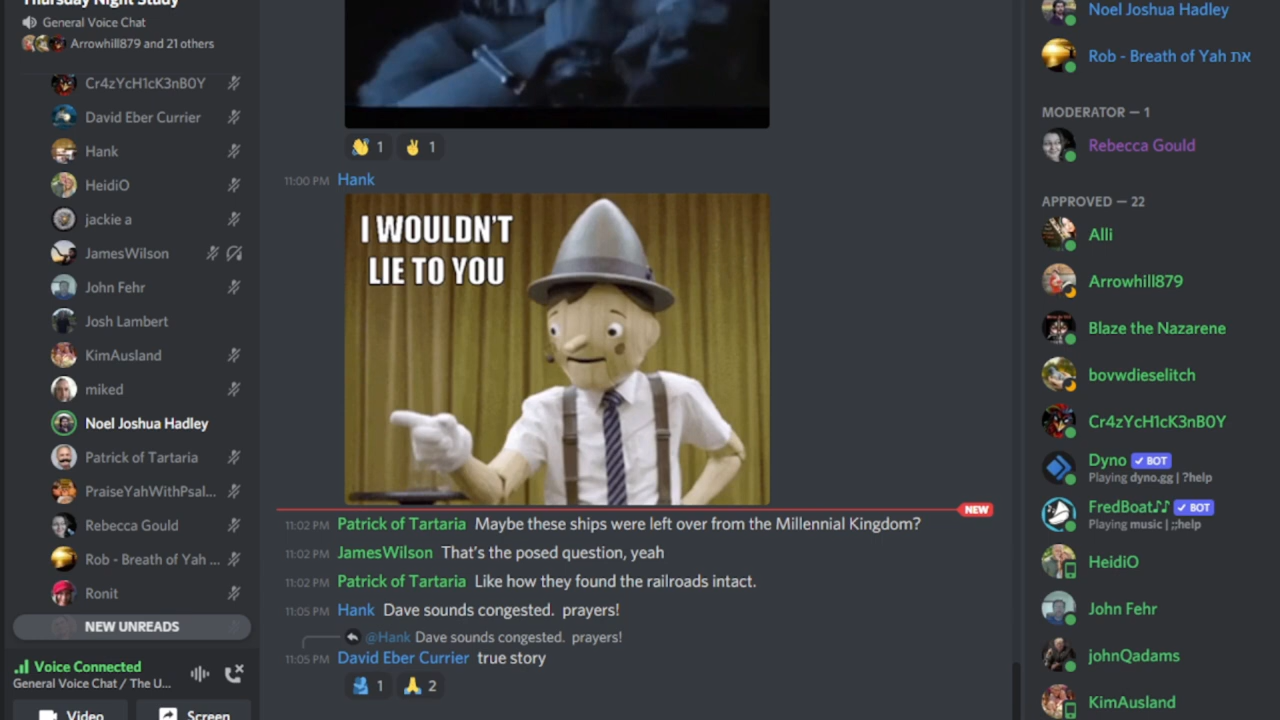 Thursday Night Study
General Voice Chat
Arrowhill879 and 21 others
Cr4zYcH1cK3nB0Y
David Eber Currier
Hank
HeidiO
jackie a
JamesWilson
John Fehr
Josh Lambert
KimAusland
miked
Noel Joshua Hadley
Patrick of Tartaria
PraiseYahWithPsal...
Rebecca Gould
Rob - Breath of Yah ...
Ronit
NEW UNREADS
Voice Connected
General Voice Chat / The U...
Video
Screen
1
1
11:00 PM Hank
I WOULDN'T
LIE TO YOU
NEW
11:02 PM Patrick of Tartaria Maybe these ships were left over from the Millennial Kingdom?
11:02 PM JamesWilson That's the posed question, yeah
11:02 PM Patrick of Tartaria Like how they found the railroads intact.
11:05 PM Hank Dave sounds congested. prayers!
@Hank Dave sounds congested. prayers!
11:05 PM David Eber Currier true story
1
2
Noel Joshua Hadley
Rob - Breath of Yah את
MODERATOR — 1
Rebecca Gould
APPROVED — 22
Alli
Arrowhill879
Blaze the Nazarene
bovwdieselitch
Cr4zYcH1cK3nB0Y
Dyno BOT
Playing dyno.gg | ?help
FredBoat♪♪ BOT
Playing music | ;;help
HeidiO
John Fehr
johnQadams
KimAusland